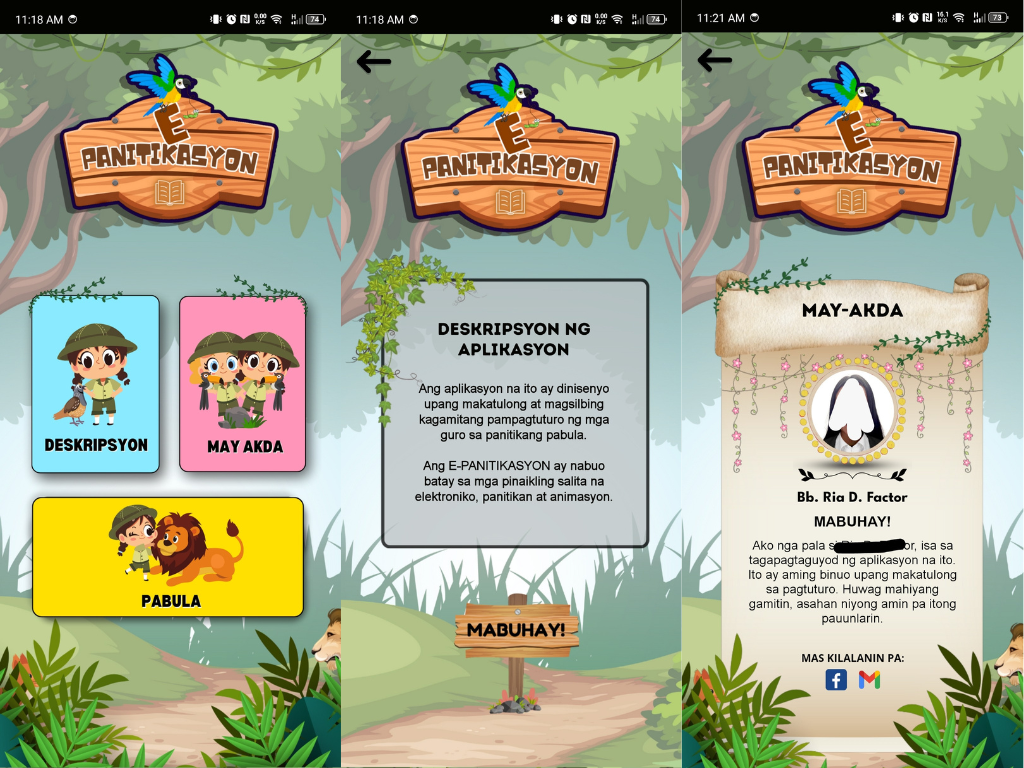 11:18 AM
0.00
K/S
74
E
PANITIKASYON
DESKRIPSYON
MAY AKDA
PABULA
11:18 AM
0.00
K/S
74
E
PANITIKASYON
DESKRIPSYON NG
APLIKASYON
Ang aplikasyon na ito ay dinisenyo
upang makatulong at magsilbing
kagamitang pampagtuturo ng mga
guro sa panitikang pabula.
Ang E-PANITIKASYON ay nabuo
batay sa mga pinaikling salita na
elektroniko, panitikan at animasyon.
MABUHAY!
11:21 AM
16.1
K/S
73
E
PANITIKASYON
MAY-AKDA
Bb. Ria D. Factor
MABUHAY!
Ako nga pala si or, isa sa
tagapagtaguyod ng aplikasyon na ito.
Ito ay aming binuo upang makatulong
sa pagtuturo. Huwag mahiyang
gamitin, asahan niyong amin pa itong
pauunlarin.
MAS KILALANIN PA: